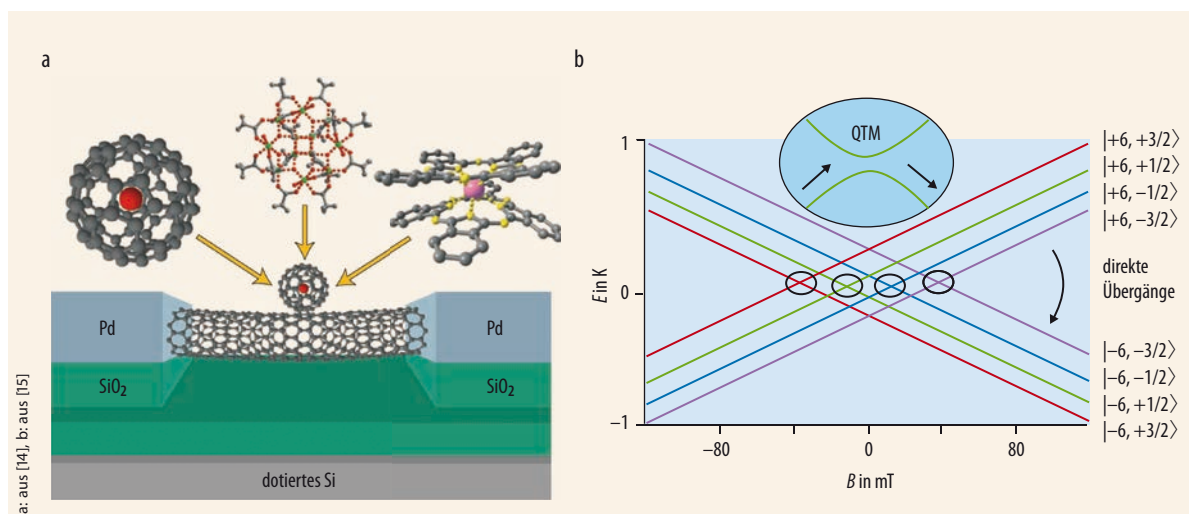 a
Pd
Pd
SiO₂
SiO₂
dotiertes Si
a: aus [14], b: aus [15]
b
QTM
E in K
1
0
−1
−80
0
80
B in mT
|+6, +3/2⟩
|+6, +1/2⟩
|+6, −1/2⟩
|+6, −3/2⟩
direkte
Übergänge
|−6, −3/2⟩
|−6, −1/2⟩
|−6, +1/2⟩
|−6, +3/2⟩